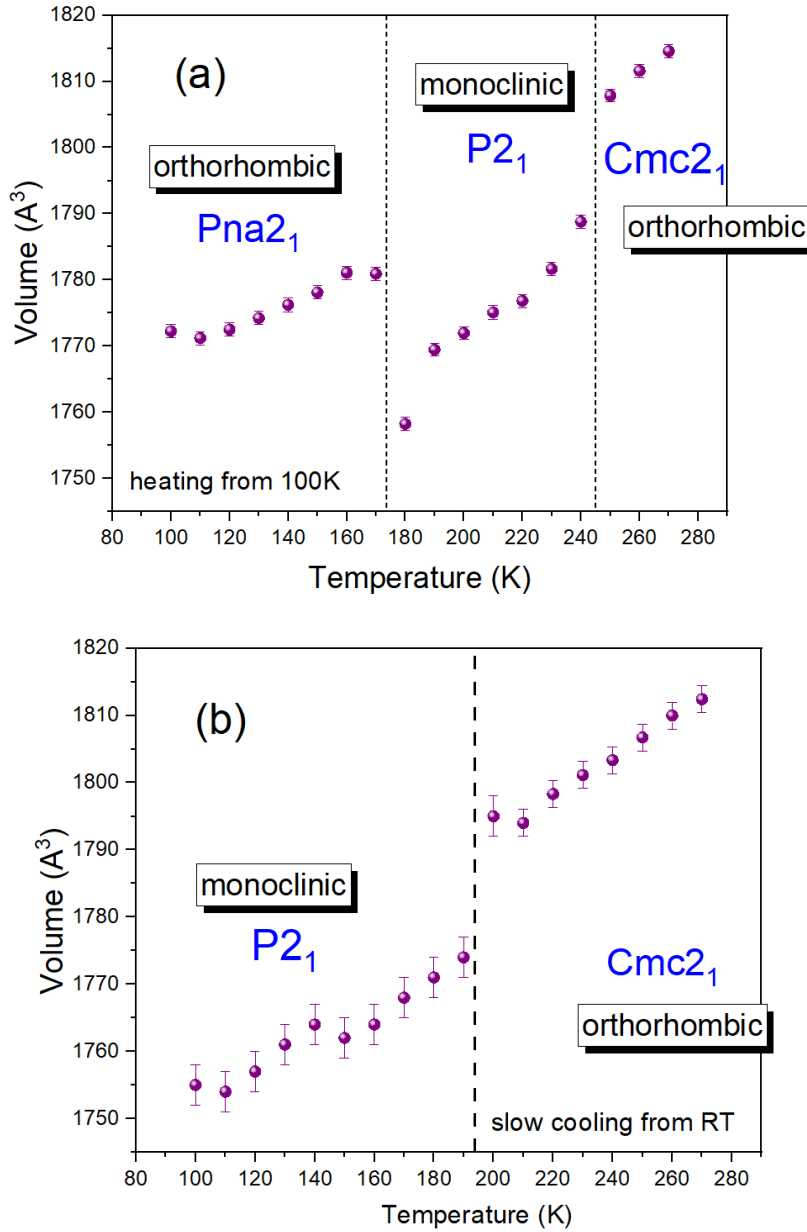 (a)
monoclinic
P2₁
Cmc2₁
orthorhombic
Pna2₁
orthorhombic
heating from 100K
Volume (A³)
1820
1810
1800
1790
1780
1770
1760
1750
80 100 120 140 160 180 200 220 240 260 280
Temperature (K)
(b)
monoclinic
P2₁
Cmc2₁
orthorhombic
slow cooling from RT
Volume (A³)
1820
1810
1800
1790
1780
1770
1760
1750
80 100 120 140 160 180 200 220 240 260 280
Temperature (K)